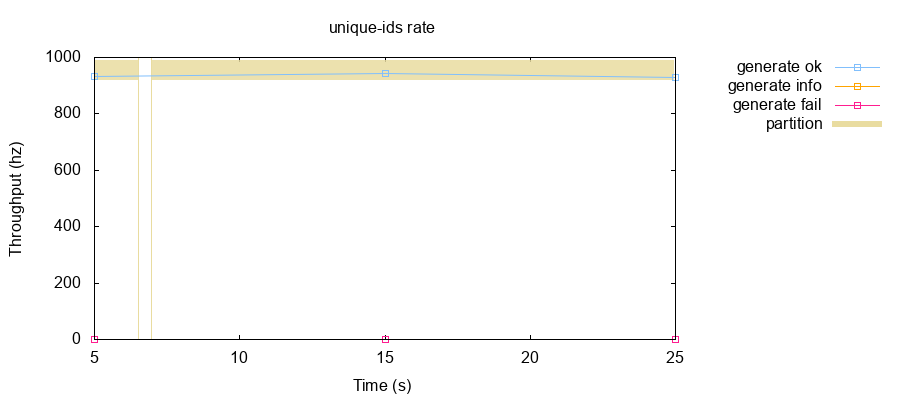 unique-ids rate
1000
800
600
400
200
0
Throughput (hz)
5
10
15
20
25
Time (s)
generate ok
generate info
generate fail
partition